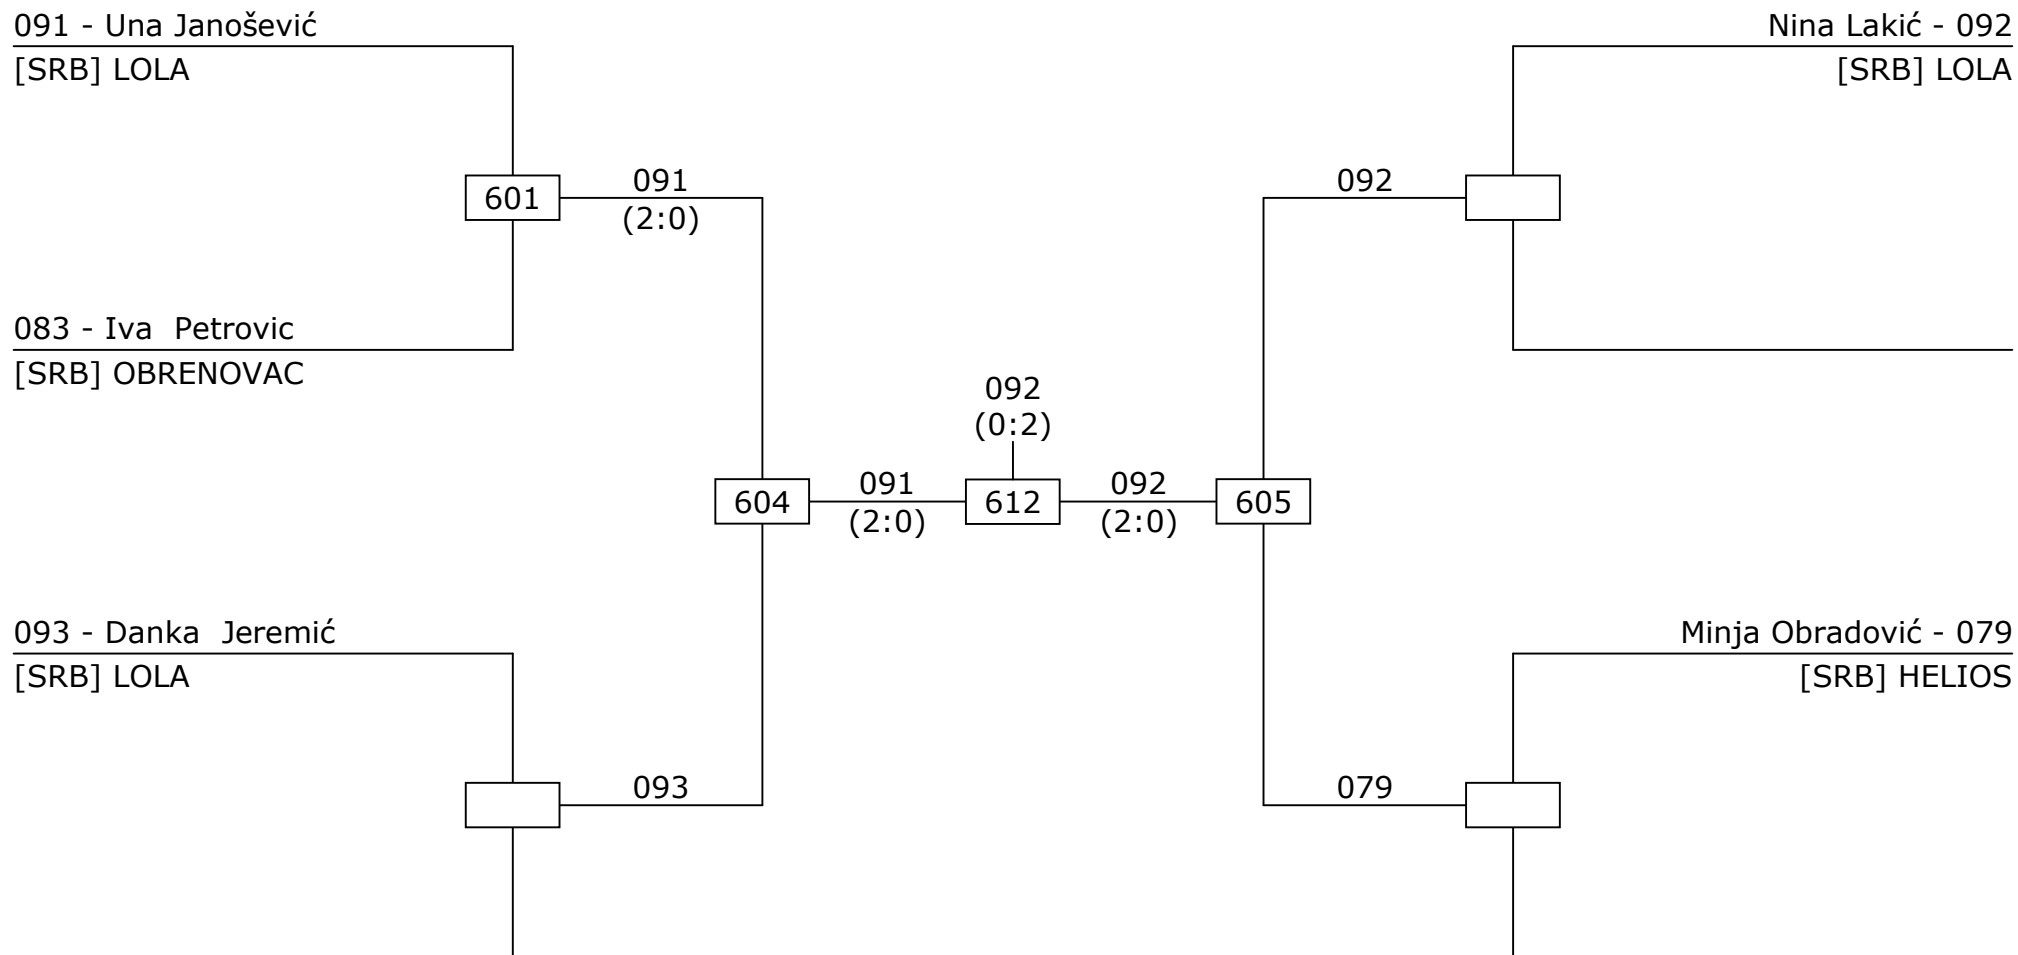 091 - Una Janošević
[SRB] LOLA
Nina Lakić - 092
[SRB] LOLA
601
091
(2:0)
092
083 - Iva  Petrovic
[SRB] OBRENOVAC
092
(0:2)
604
091
(2:0)
612
092
(2:0)
605
093 - Danka  Jeremić
[SRB] LOLA
Minja Obradović - 079
[SRB] HELIOS
093
079